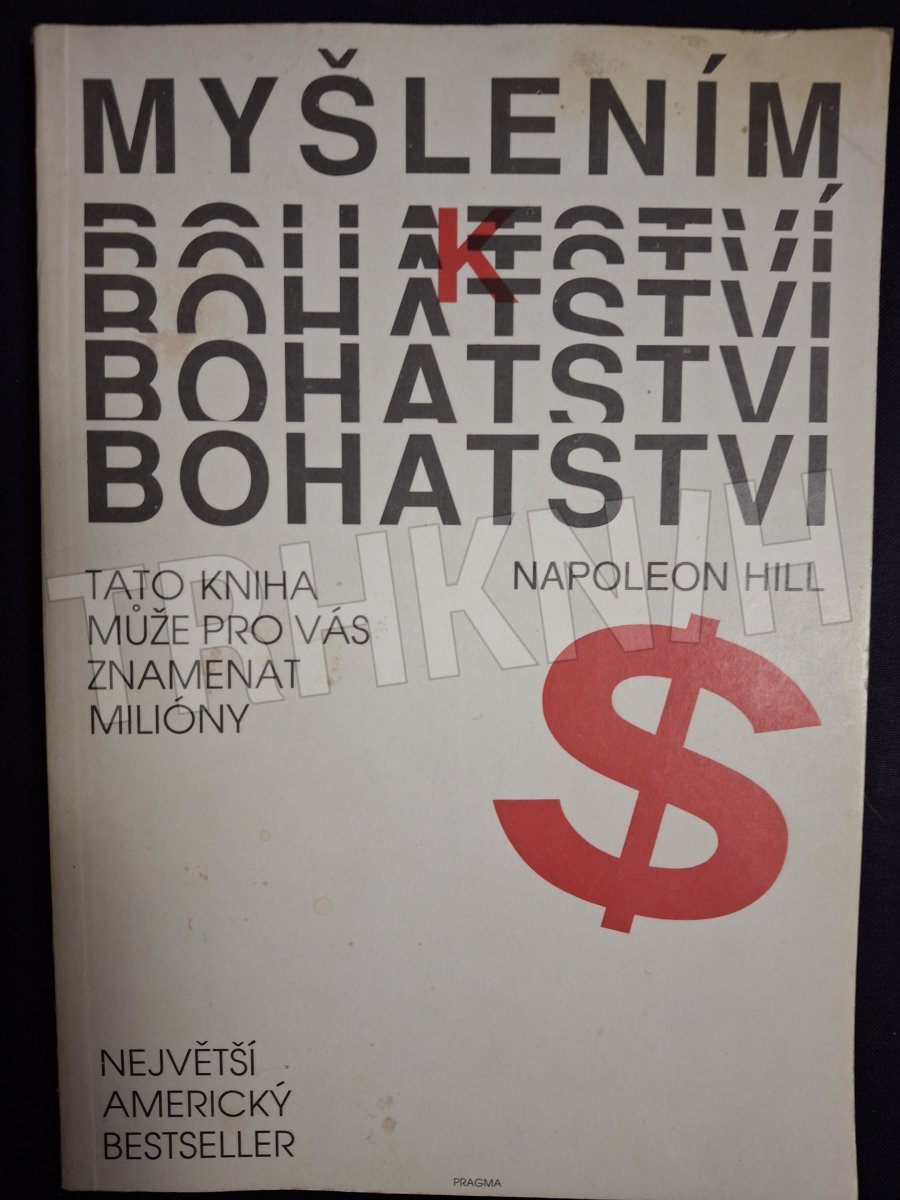 MYŠLENÍM
K
BOHATSTVÍ
BOHATSTVÍ
BOHATSTVI
BOHATSTVI
BOHATSTVI
TATO KNIHA
MŮŽE PRO VÁS
ZNAMENAT
MILIÓNY
NAPOLEON HILL
$
NEJVĚTŠÍ
AMERICKÝ
BESTSELLER
PRAGMA
TRHKNIH